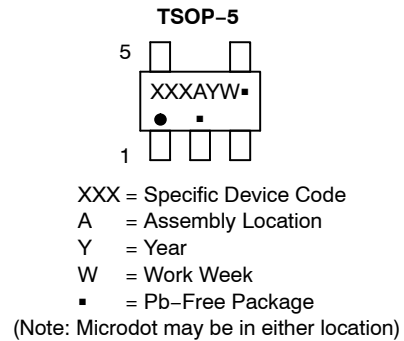 TSOP−5
5
XXXAYW▪
▪
1
XXX = Specific Device Code
A = Assembly Location
Y = Year
W = Work Week
▪ = Pb−Free Package
(Note: Microdot may be in either location)